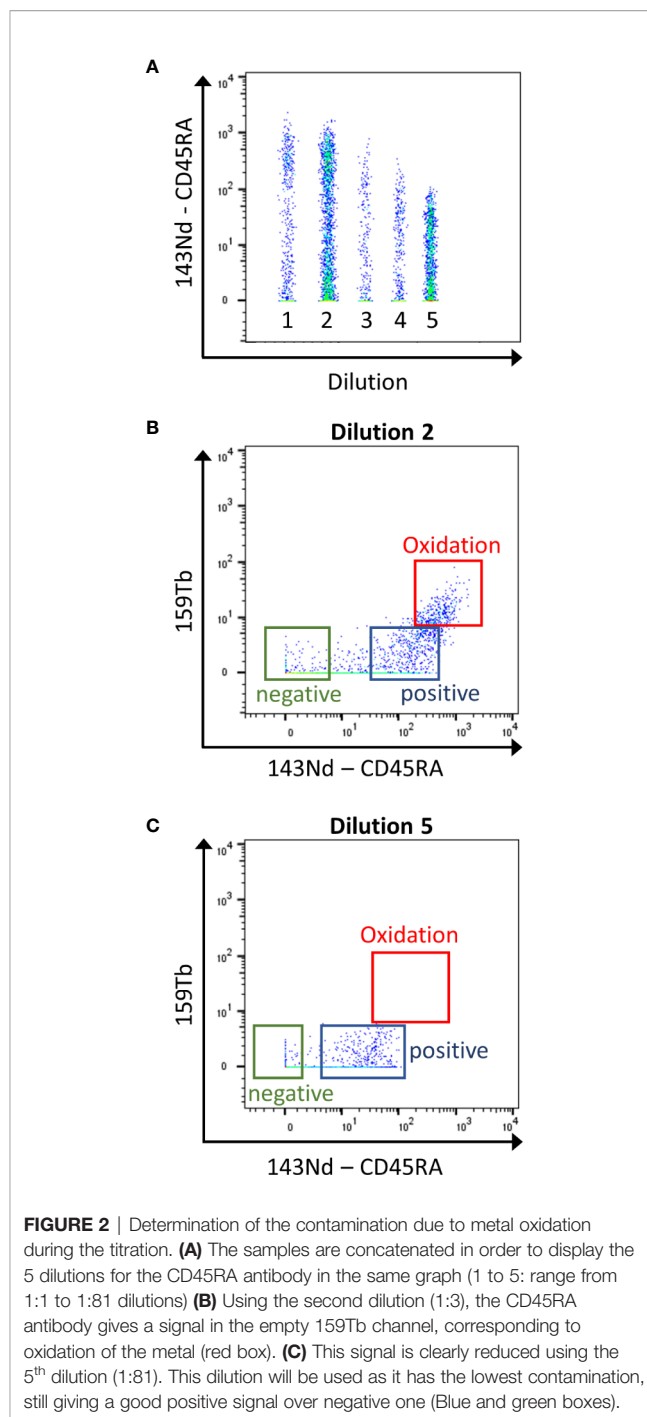 A
143Nd - CD45RA
10⁴
10³
10²
10¹
0
1 2 3 4 5
Dilution
B
Dilution 2
159Tb
10⁴
10³
10²
10¹
0
Oxidation
negative
positive
0 10¹ 10² 10³ 10⁴
143Nd – CD45RA
C
Dilution 5
159Tb
10⁴
10³
10²
10¹
0
Oxidation
positive
negative
0 10¹ 10² 10³ 10⁴
143Nd – CD45RA
FIGURE 2 | Determination of the contamination due to metal oxidation
during the titration. (A) The samples are concatenated in order to display the
5 dilutions for the CD45RA antibody in the same graph (1 to 5: range from
1:1 to 1:81 dilutions) (B) Using the second dilution (1:3), the CD45RA
antibody gives a signal in the empty 159Tb channel, corresponding to
oxidation of the metal (red box). (C) This signal is clearly reduced using the
5th dilution (1:81). This dilution will be used as it has the lowest contamination,
still giving a good positive signal over negative one (Blue and green boxes).